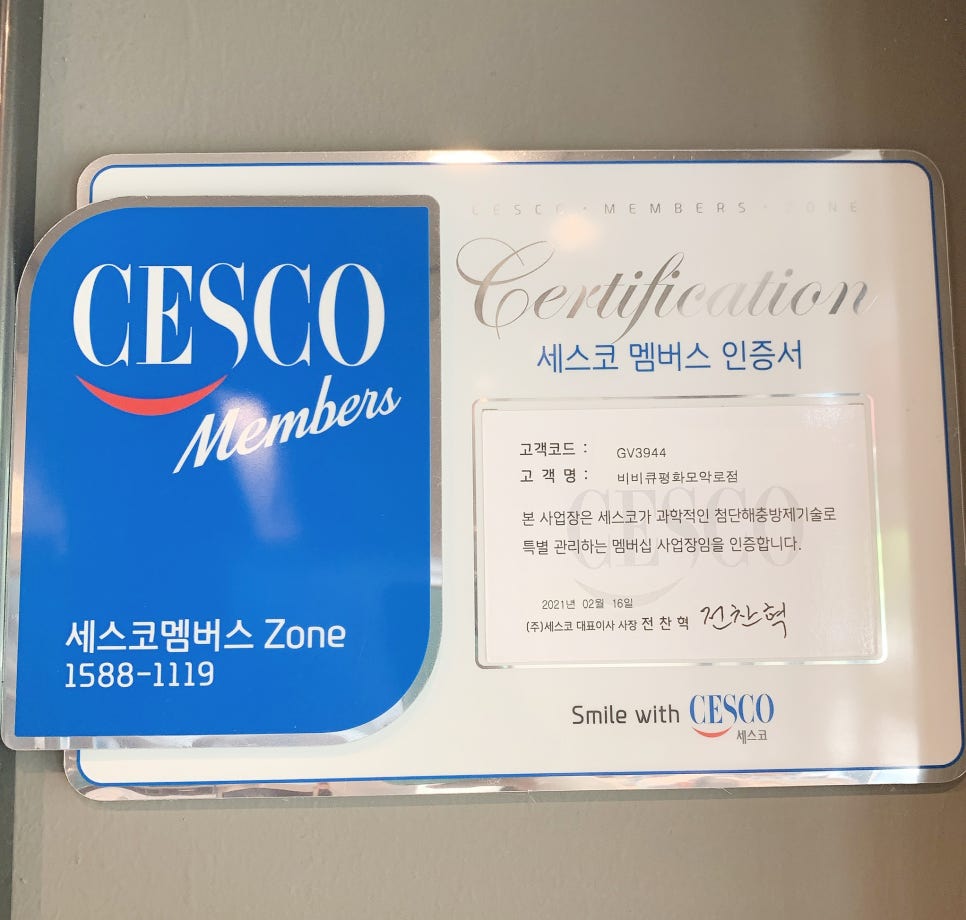 CESCO
Members
세스코멤버스 Zone
1588-1119
CESCO · MEMBERS · ZONE
Certification
세스코 멤버스 인증서
고객코드 : GV3944
고 객 명 : 비비큐평화모악로점
본 사업장은 세스코가 과학적인 첨단해충방제기술로
특별 관리하는 멤버십 사업장임을 인증합니다.
CESCO
2021년 02월 16일
(주)세스코 대표이사 사장 전 찬 혁 전찬혁
Smile with CESCO
세스코